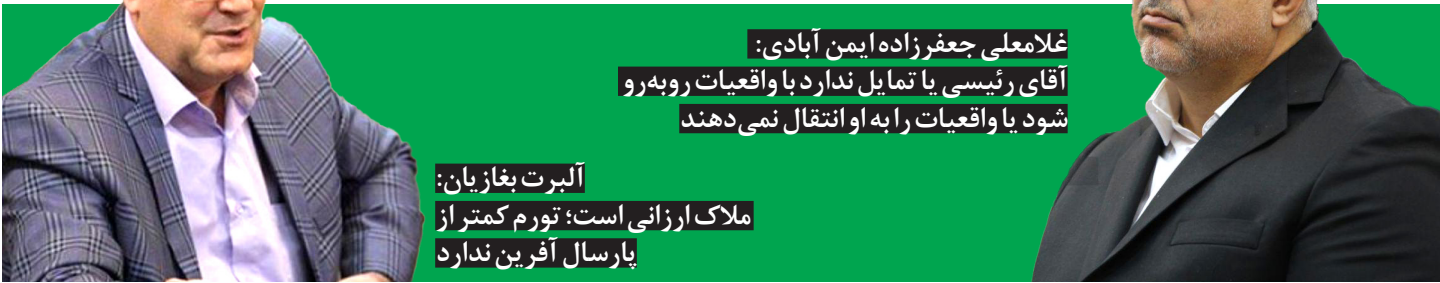 غلامعلی جعفرزاده ایمن آبادی:
آقای رئیسی یا تمایل ندارد با واقعیات روبه‌رو
شود یا واقعیات را به او انتقال نمی‌دهند
آلبرت بغازیان:
ملاک ارزانی است؛ تورم کمتر از
پارسال آفرین ندارد